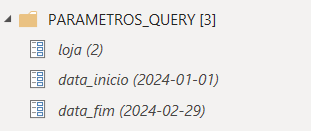 PARAMETROS_QUERY [3]
loja (2)
data_inicio (2024-01-01)
data_fim (2024-02-29)